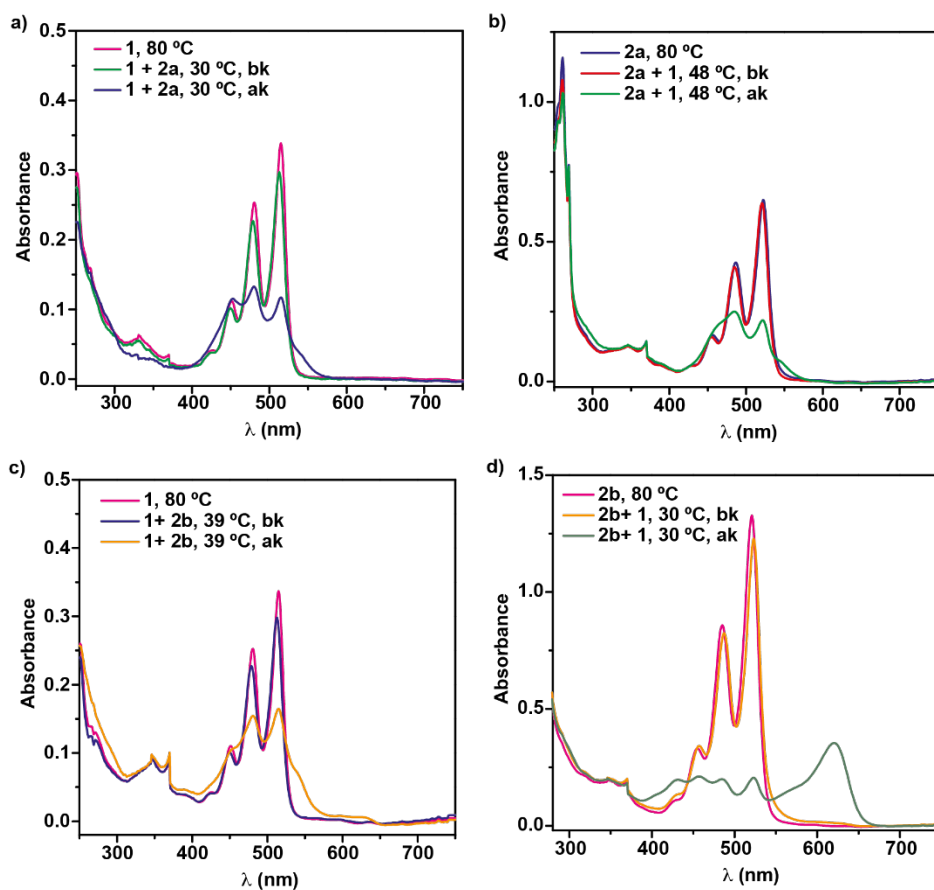 a)
0.5
0.4
0.3
0.2
0.1
0.0
Absorbance
1, 80 ºC
1 + 2a, 30 ºC, bk
1 + 2a, 30 ºC, ak
300 400 500 600 700
λ (nm)
b)
1.0
0.5
0.0
Absorbance
2a, 80 ºC
2a + 1, 48 ºC, bk
2a + 1, 48 ºC, ak
300 400 500 600 700
λ (nm)
c)
0.5
0.4
0.3
0.2
0.1
0.0
Absorbance
1, 80 ºC
1+ 2b, 39 ºC, bk
1+ 2b, 39 ºC, ak
300 400 500 600 700
λ (nm)
d)
1.5
1.0
0.5
0.0
Absorbance
2b, 80 ºC
2b+ 1, 30 ºC, bk
2b+ 1, 30 ºC, ak
300 400 500 600 700
λ (nm)